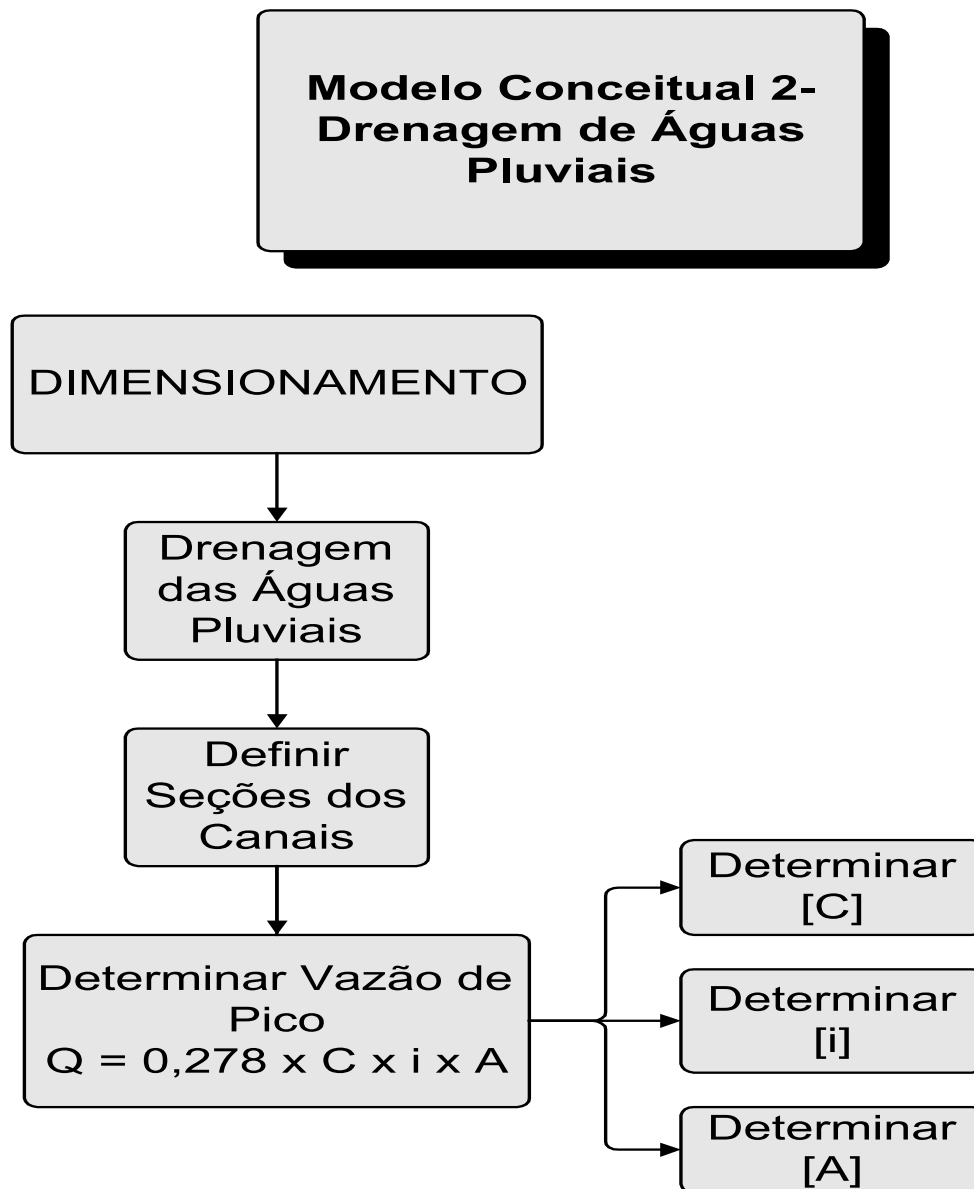 Modelo Conceitual 2-
Drenagem de Águas
Pluviais
DIMENSIONAMENTO
Drenagem
das Águas
Pluviais
Definir
Seções dos
Canais
Determinar Vazão de
Pico
Q = 0,278 x C x i x A
Determinar
[C]
Determinar
[i]
Determinar
[A]